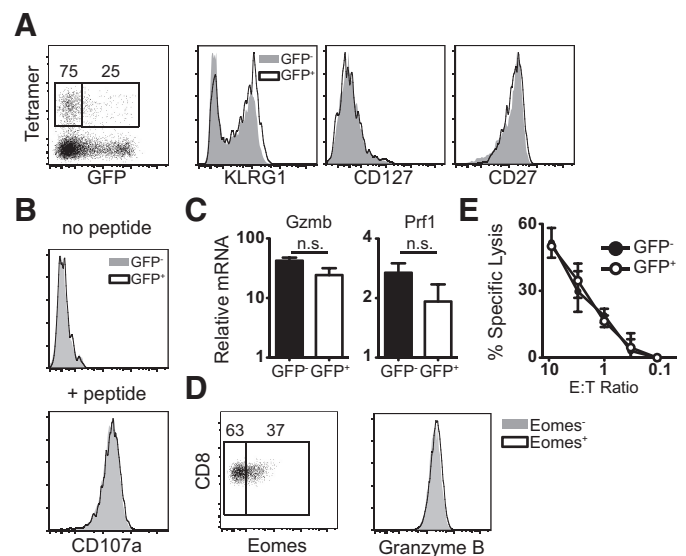 A
75 25
Tetramer
GFP
GFP-
GFP+
KLRG1
CD127
CD27
B
no peptide
GFP-
GFP+
+ peptide
CD107a
C
Gzmb
Prf1
n.s.
n.s.
Relative mRNA
100
10
1
4
2
1
GFP- GFP+
GFP- GFP+
D
63 37
CD8
Eomes
Granzyme B
Eomes-
Eomes+
E
% Specific Lysis
60
30
0
GFP-
GFP+
10 1 0.1
E:T Ratio